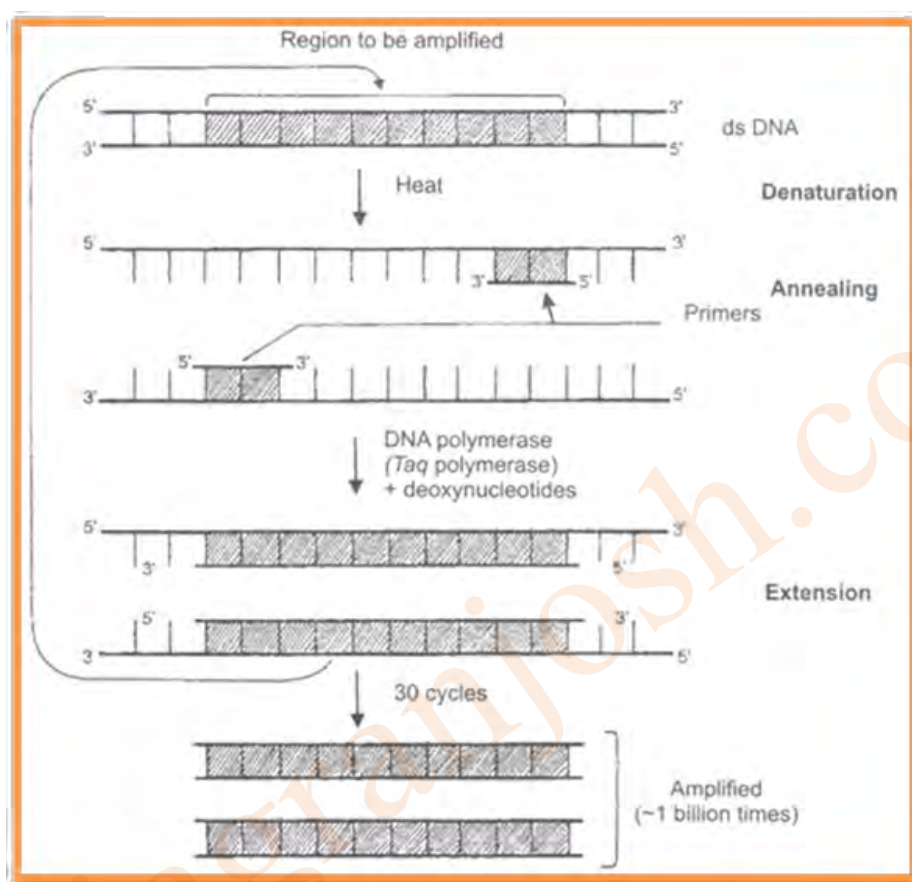 Region to be amplified
5' 3'
ds DNA
3' 5'
Heat
Denaturation
5' 3'
3' 5'
Annealing
Primers
5' 3'
3' 5'
DNA polymerase
(Taq polymerase)
+ deoxynucleotides
5' 3'
3' 5'
Extension
5' 3'
3 5'
30 cycles
Amplified
(~1 billion times)
agranjosh.co